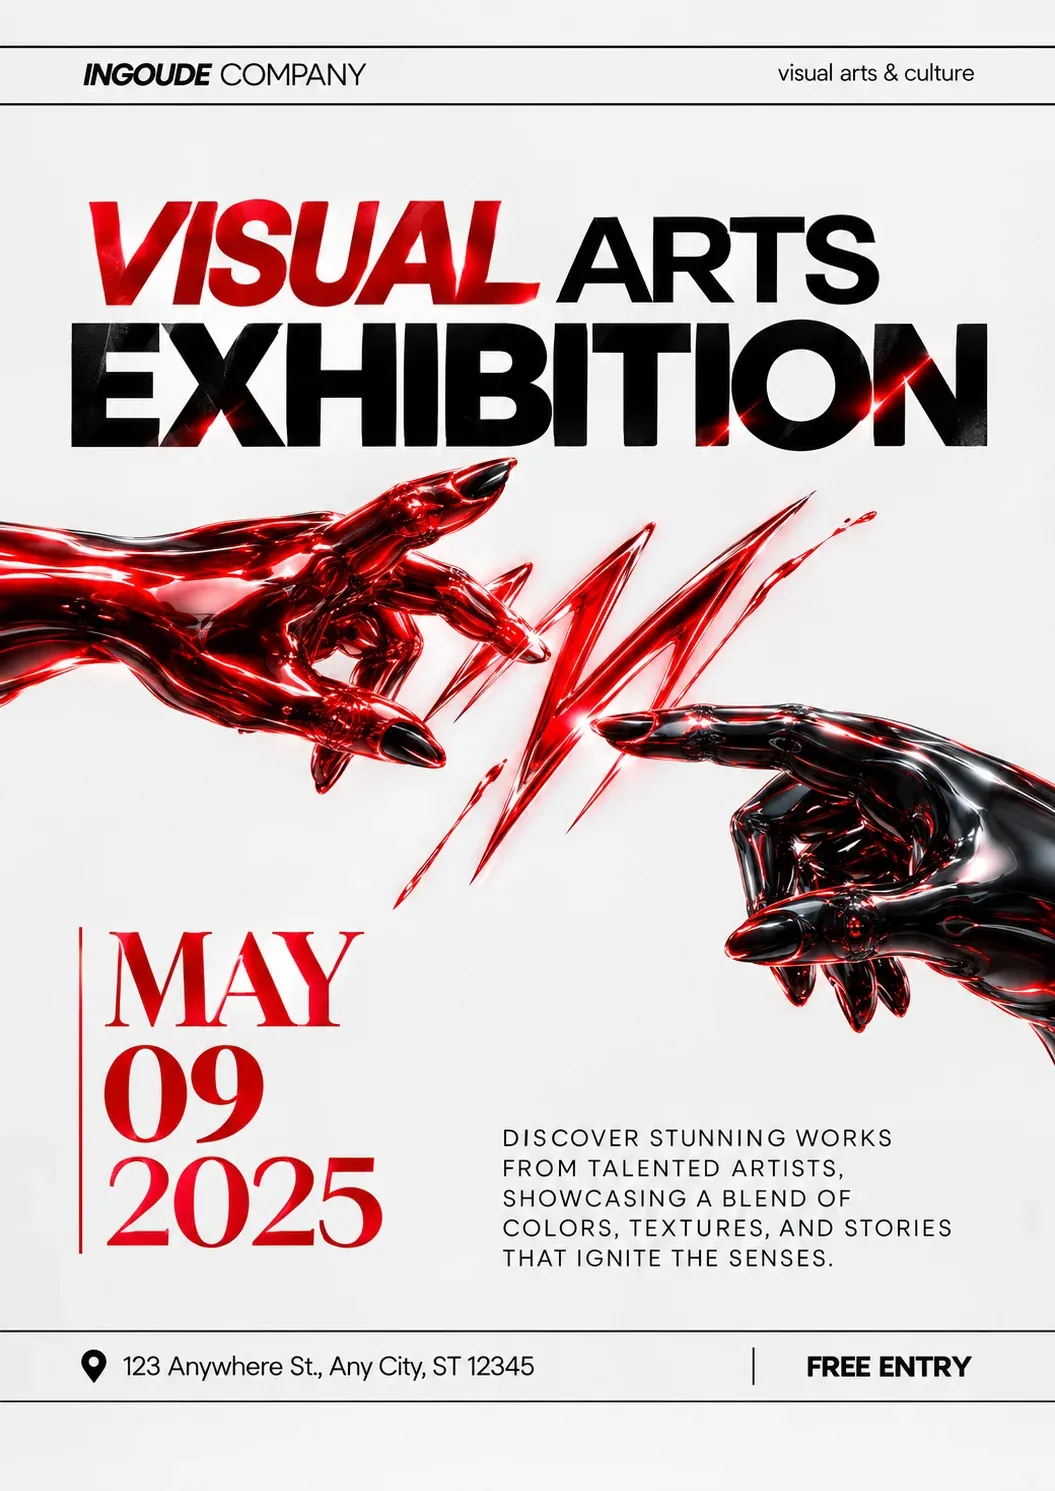 INGOUDE COMPANY
visual arts & culture
VISUAL ARTS
EXHIBITION
MAY
09
2025
DISCOVER STUNNING WORKS
FROM TALENTED ARTISTS,
SHOWCASING A BLEND OF
COLORS, TEXTURES, AND STORIES
THAT IGNITE THE SENSES.
123 Anywhere St., Any City, ST 12345
FREE ENTRY